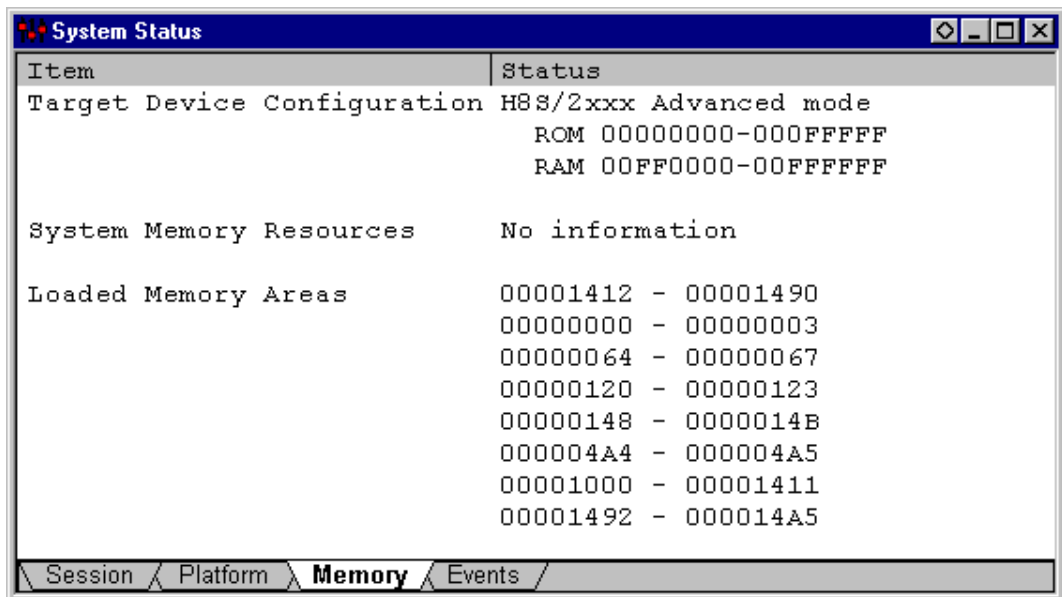 System Status
Item Status
Target Device Configuration H8S/2xxx Advanced mode
ROM 00000000-000FFFFF
RAM 00FF0000-00FFFFFF
System Memory Resources No information
Loaded Memory Areas 00001412 - 00001490
00000000 - 00000003
00000064 - 00000067
00000120 - 00000123
00000148 - 0000014B
000004A4 - 000004A5
00001000 - 00001411
00001492 - 000014A5
Session Platform Memory Events